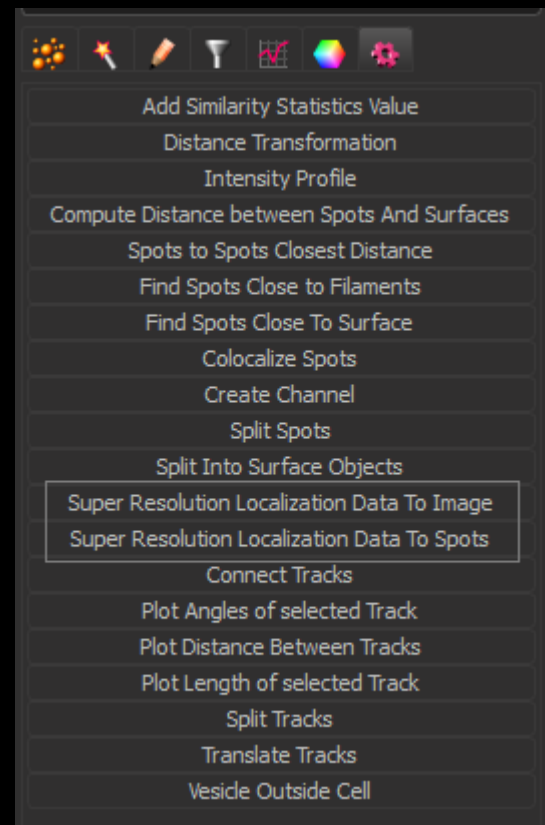 Add Similarity Statistics Value
Distance Transformation
Intensity Profile
Compute Distance between Spots And Surfaces
Spots to Spots Closest Distance
Find Spots Close to Filaments
Find Spots Close To Surface
Colocalize Spots
Create Channel
Split Spots
Split Into Surface Objects
Super Resolution Localization Data To Image
Super Resolution Localization Data To Spots
Connect Tracks
Plot Angles of selected Track
Plot Distance Between Tracks
Plot Length of selected Track
Split Tracks
Translate Tracks
Vesicle Outside Cell